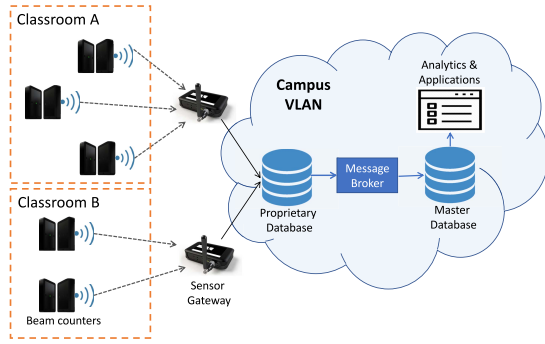 Classroom A
Classroom B
Beam counters
Sensor
Gateway
Campus
VLAN
Proprietary
Database
Message
Broker
Master
Database
Analytics &
Applications